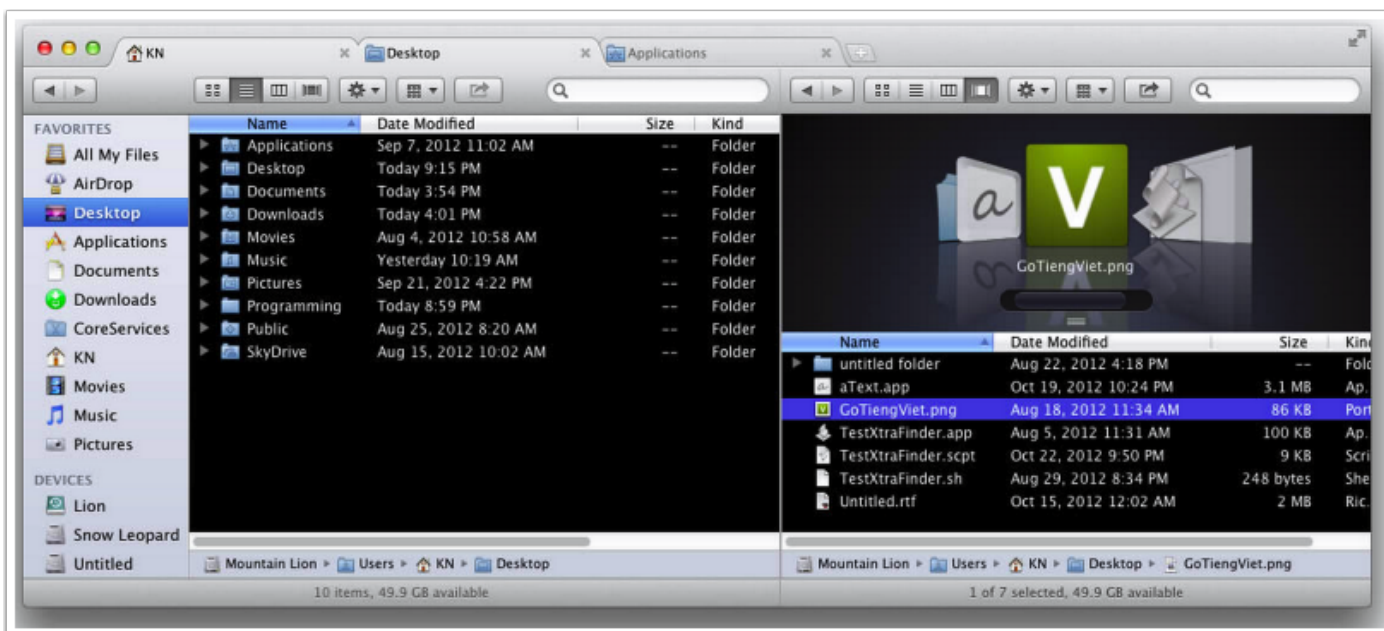 KN
Desktop
Applications
FAVORITES
All My Files
AirDrop
Desktop
Applications
Documents
Downloads
CoreServices
KN
Movies
Music
Pictures
DEVICES
Lion
Snow Leopard
Untitled
Name Date Modified Size Kind
Applications Sep 7, 2012 11:02 AM -- Folder
Desktop Today 9:15 PM -- Folder
Documents Today 3:54 PM -- Folder
Downloads Today 4:01 PM -- Folder
Movies Aug 4, 2012 10:58 AM -- Folder
Music Yesterday 10:19 AM -- Folder
Pictures Sep 21, 2012 4:22 PM -- Folder
Programming Today 8:59 PM -- Folder
Public Aug 25, 2012 8:20 AM -- Folder
SkyDrive Aug 15, 2012 10:02 AM -- Folder
Mountain Lion Users KN Desktop
10 items, 49.9 GB available
a V
GoTiengViet.png
Name Date Modified Size Kin
untitled folder Aug 22, 2012 4:18 PM -- Fold
aText.app Oct 19, 2012 10:24 PM 3.1 MB Ap.
GoTiengViet.png Aug 18, 2012 11:34 AM 86 KB Port
TestXtraFinder.app Aug 5, 2012 11:31 AM 100 KB Ap.
TestXtraFinder.scpt Oct 22, 2012 9:50 PM 9 KB Scri
TestXtraFinder.sh Aug 29, 2012 8:34 PM 248 bytes She
Untitled.rtf Oct 15, 2012 12:02 AM 2 MB Ric.
Mountain Lion Users KN Desktop GoTiengViet.png
1 of 7 selected, 49.9 GB available